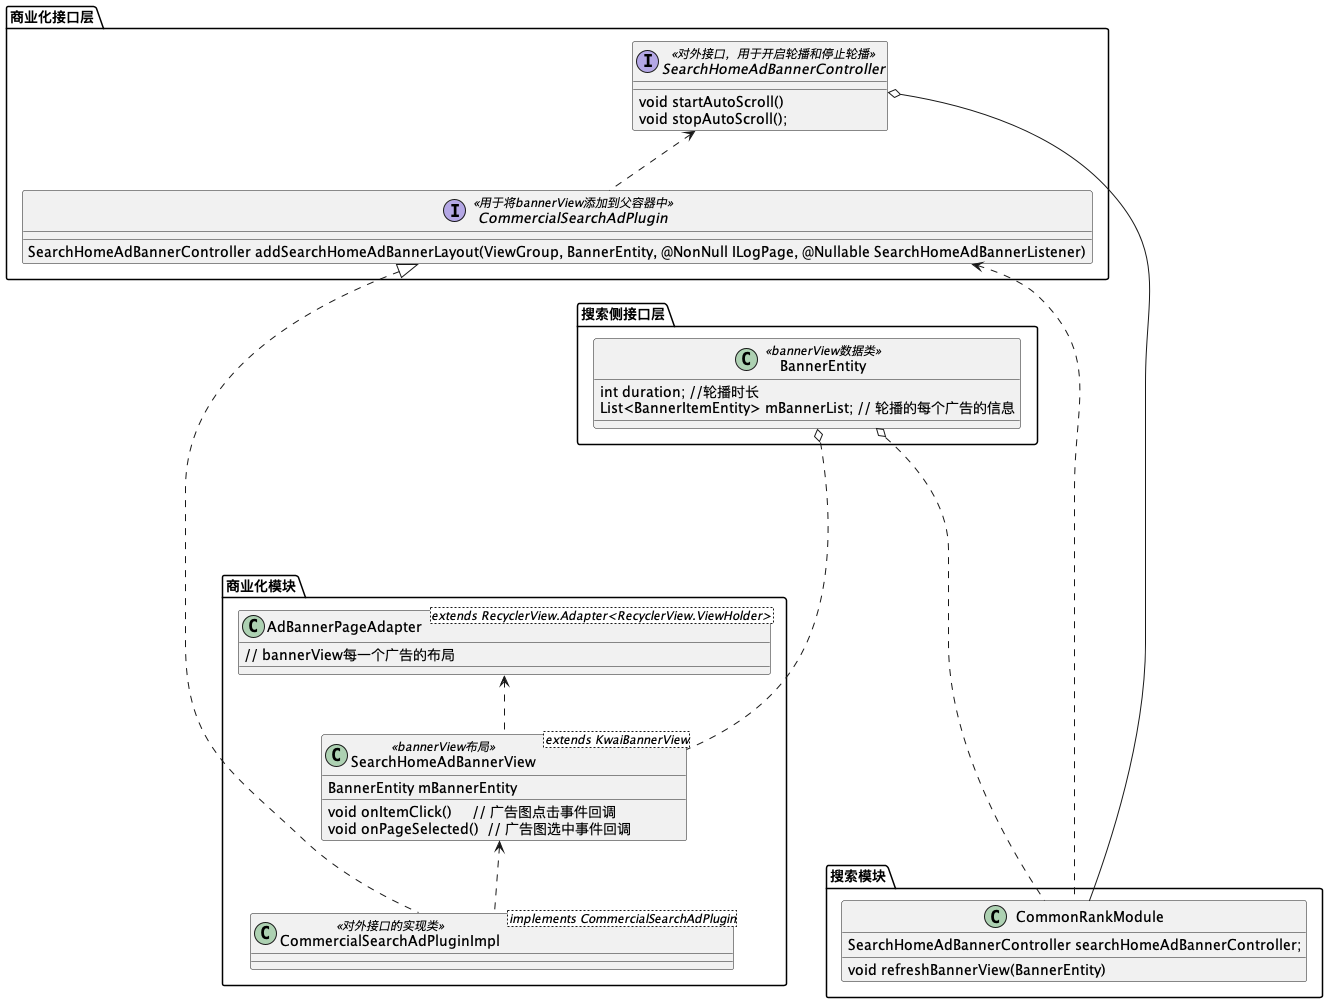 商业化接口层
I
«对外接口，用于开启轮播和停止轮播»
SearchHomeAdBannerController
void startAutoScroll()
void stopAutoScroll();
I
«用于将bannerView添加到父容器中»
CommercialSearchAdPlugin
SearchHomeAdBannerController addSearchHomeAdBannerLayout(ViewGroup, BannerEntity, @NonNull ILogPage, @Nullable SearchHomeAdBannerListener)
搜索侧接口层
C
«bannerView数据类»
BannerEntity
int duration; //轮播时长
List<BannerItemEntity> mBannerList; // 轮播的每个广告的信息
商业化模块
extends RecyclerView.Adapter<RecyclerView.ViewHolder>
C
AdBannerPageAdapter
// bannerView每一个广告的布局
extends KwaiBannerView
C
«bannerView布局»
SearchHomeAdBannerView
BannerEntity mBannerEntity
void onItemClick() // 广告图点击事件回调
void onPageSelected() // 广告图选中事件回调
implements CommercialSearchAdPlugin
C
«对外接口的实现类»
CommercialSearchAdPluginImpl
搜索模块
C
CommonRankModule
SearchHomeAdBannerController searchHomeAdBannerController;
void refreshBannerView(BannerEntity)